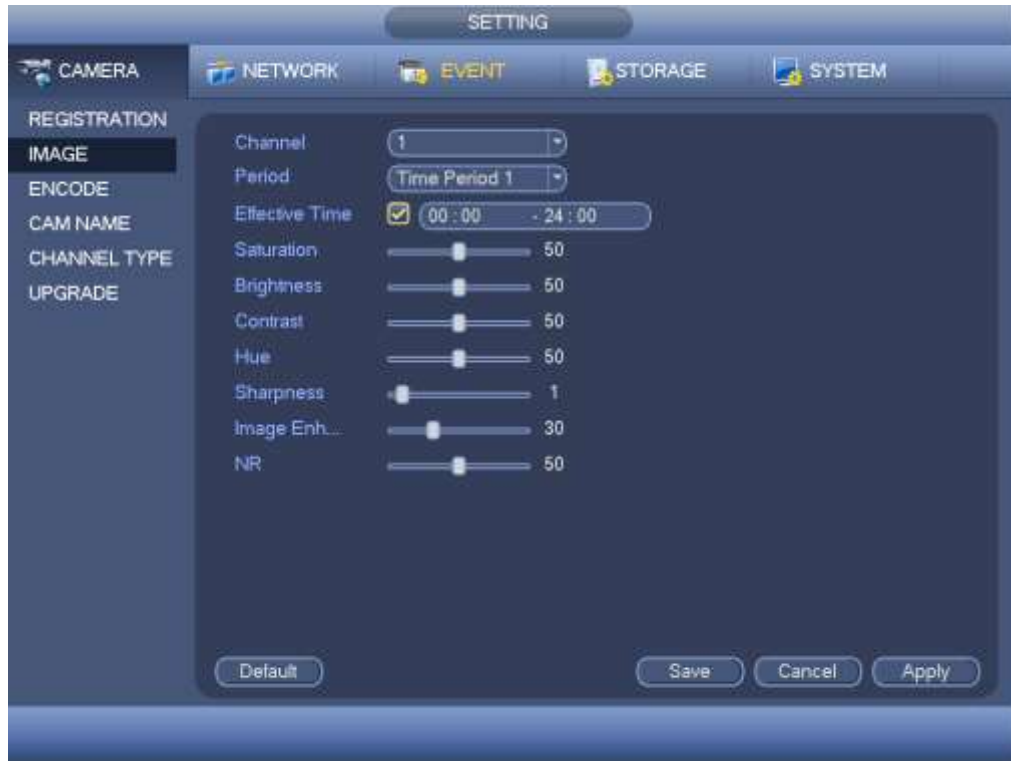 SETTING
CAMERA NETWORK EVENT STORAGE SYSTEM
REGISTRATION
IMAGE
ENCODE
CAM NAME
CHANNEL TYPE
UPGRADE
Channel 1
Period Time Period 1
Effective Time 00 : 00 - 24 : 00
Saturation 50
Brightness 50
Contrast 50
Hue 50
Sharpness 1
Image Enh... 30
NR 50
Default Save Cancel Apply